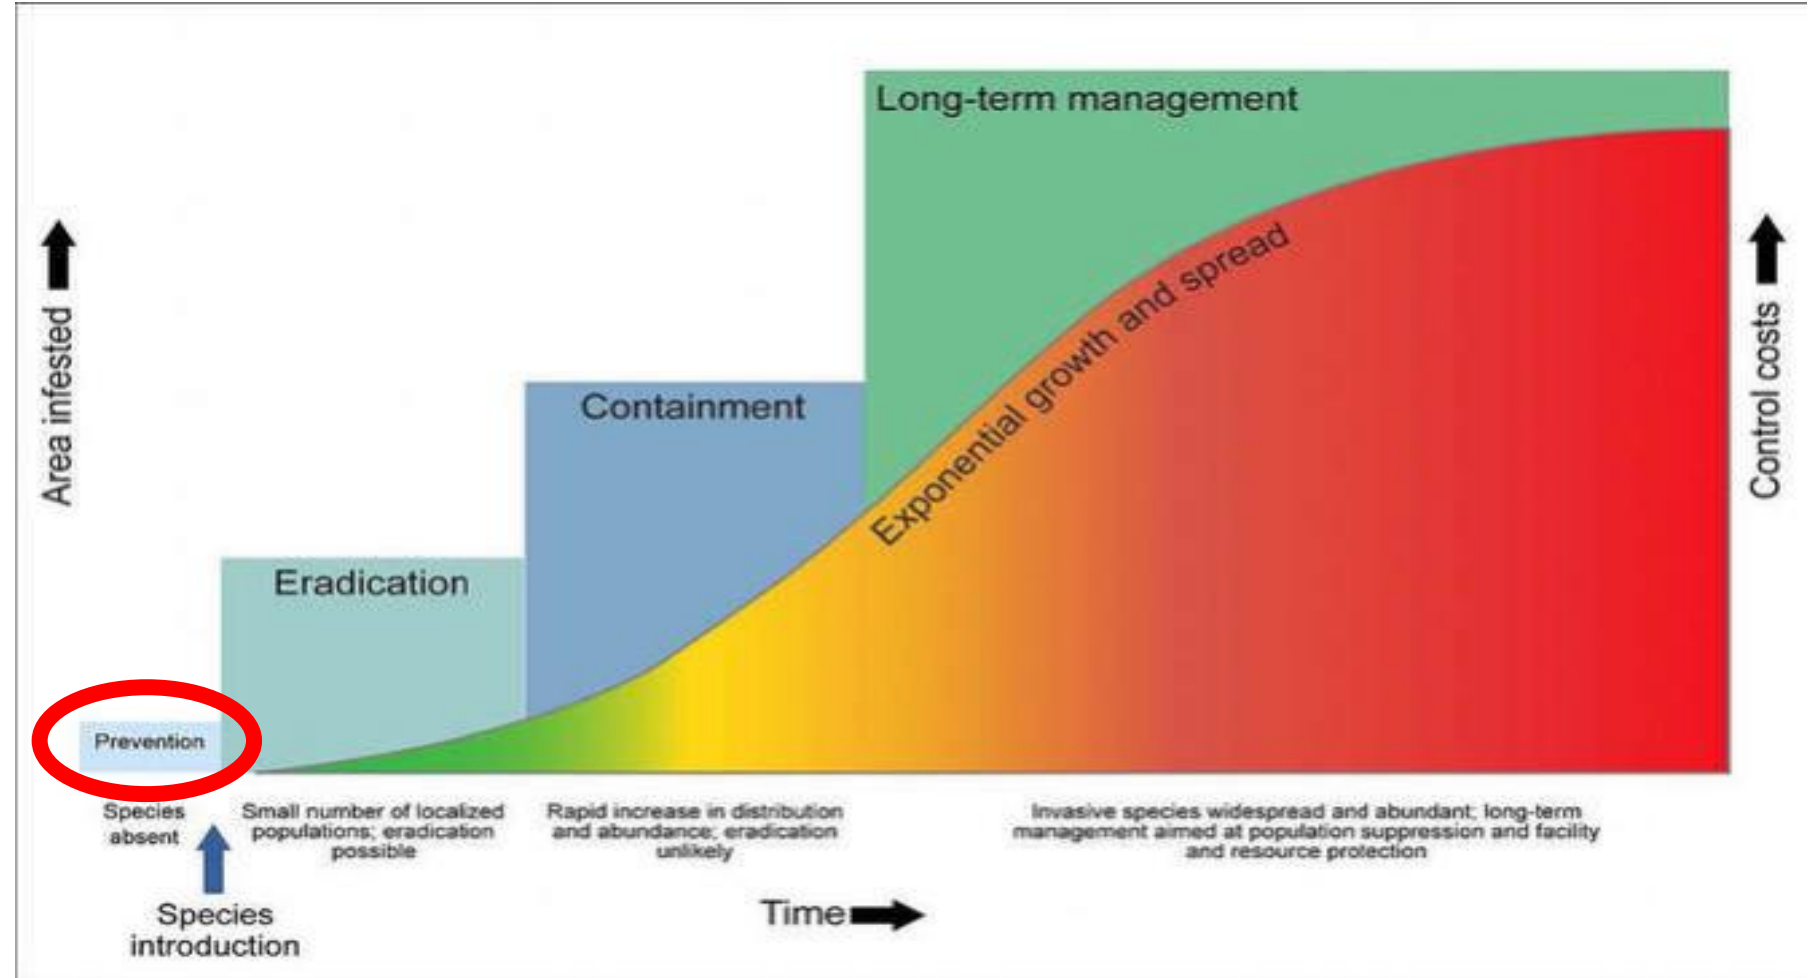 Long-term management
Exponential growth and spread
Containment
Eradication
Prevention
Area infested
Control costs
Species
absent
Small number of localized
populations; eradication
possible
Rapid increase in distribution
and abundance; eradication
unlikely
Invasive species widespread and abundant; long-term
management aimed at population suppression and facility
and resource protection
Species
introduction
Time